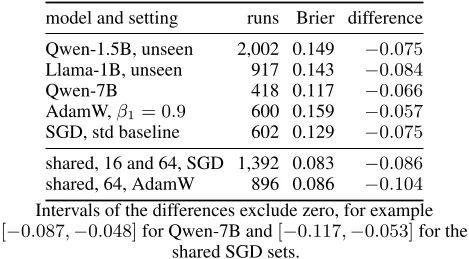 model and setting runs Brier difference
Qwen-1.5B, unseen 2,002 0.149 −0.075
Llama-1B, unseen 917 0.143 −0.084
Qwen-7B 418 0.117 −0.066
AdamW, β₁ = 0.9 600 0.159 −0.057
SGD, std baseline 602 0.129 −0.075
shared, 16 and 64, SGD 1,392 0.083 −0.086
shared, 64, AdamW 896 0.086 −0.104
Intervals of the differences exclude zero, for example
[−0.087, −0.048] for Qwen-7B and [−0.117, −0.053] for the
shared SGD sets.